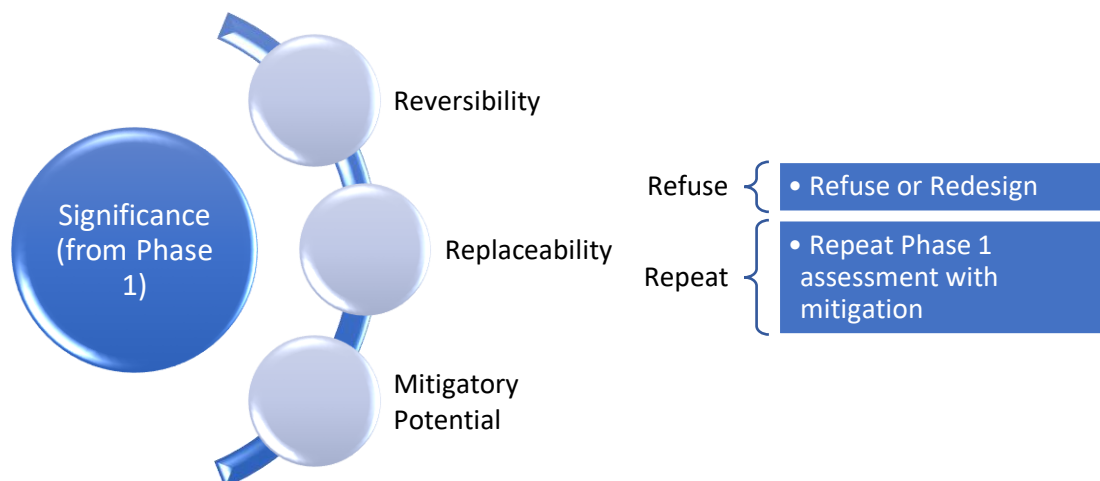 Significance
(from Phase
1)
Reversibility
Replaceability
Mitigatory
Potential
Refuse
• Refuse or Redesign
Repeat
• Repeat Phase 1
assessment with
mitigation